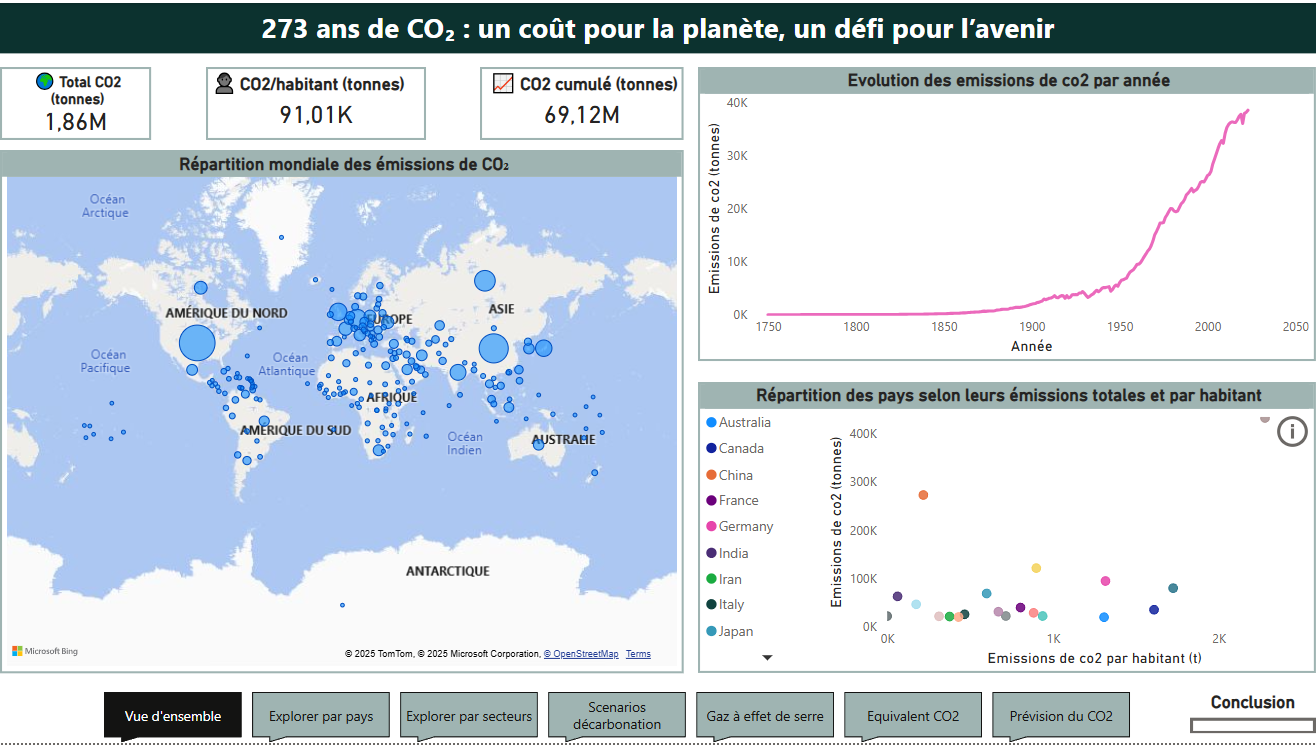 273 ans de CO₂ : un coût pour la planète, un défi pour l’avenir
Total CO2
(tonnes)
1,86M
CO2/habitant (tonnes)
91,01K
CO2 cumulé (tonnes)
69,12M
Répartition mondiale des émissions de CO₂
Océan
Arctique
AMÉRIQUE DU NORD
EUROPE
ASIE
Océan
Pacifique
Océan
Atlantique
AFRIQUE
AMÉRIQUE DU SUD
Océan
Indien
AUSTRALIE
ANTARCTIQUE
Microsoft Bing
© 2025 TomTom, © 2025 Microsoft Corporation, © OpenStreetMap Terms
Evolution des emissions de co2 par année
Emissions de co2 (tonnes)
40K
30K
20K
10K
0K
1750 1800 1850 1900 1950 2000 2050
Année
Répartition des pays selon leurs émissions totales et par habitant
Australia
Canada
China
France
Germany
India
Iran
Italy
Japan
Emissions de co2 (tonnes)
400K
300K
200K
100K
0K
0K 1K 2K
Emissions de co2 par habitant (t)
Vue d'ensemble
Explorer par pays
Explorer par secteurs
Scenarios
décarbonation
Gaz à effet de serre
Equivalent CO2
Prévision du CO2
Conclusion